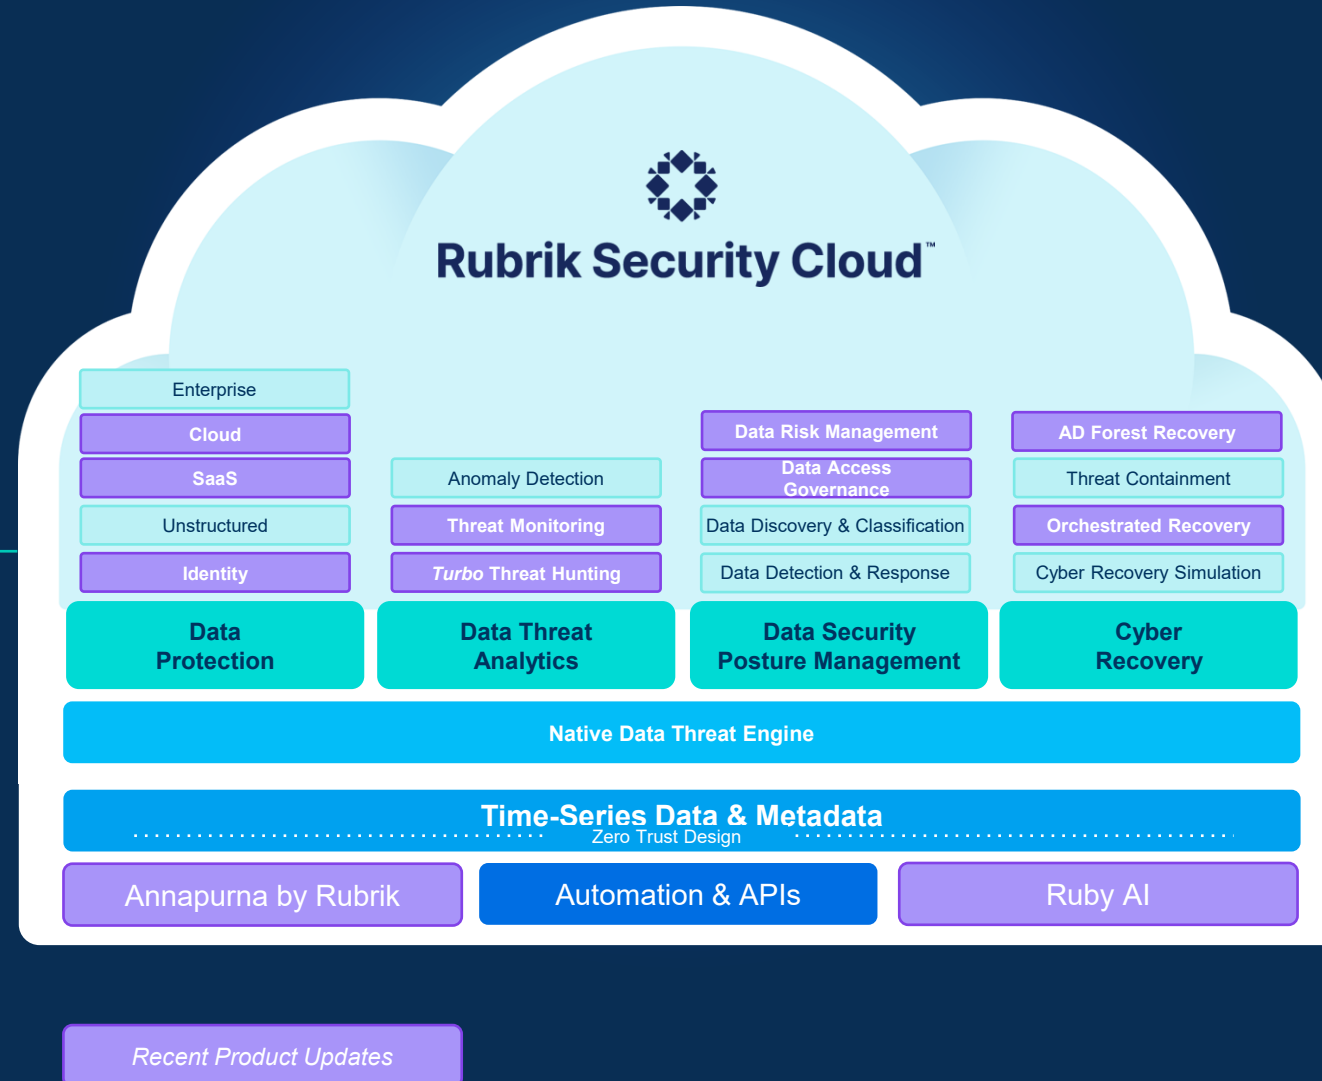 Rubrik Security Cloud™
Enterprise
Cloud
SaaS
Unstructured
Identity
Data
Protection
Anomaly Detection
Threat Monitoring
Turbo Threat Hunting
Data Threat
Analytics
Data Risk Management
Data Access
Governance
Data Discovery & Classification
Data Detection & Response
Data Security
Posture Management
AD Forest Recovery
Threat Containment
Orchestrated Recovery
Cyber Recovery Simulation
Cyber
Recovery
Native Data Threat Engine
Time-Series Data & Metadata
Zero Trust Design
Annapurna by Rubrik
Automation & APIs
Ruby AI
Recent Product Updates